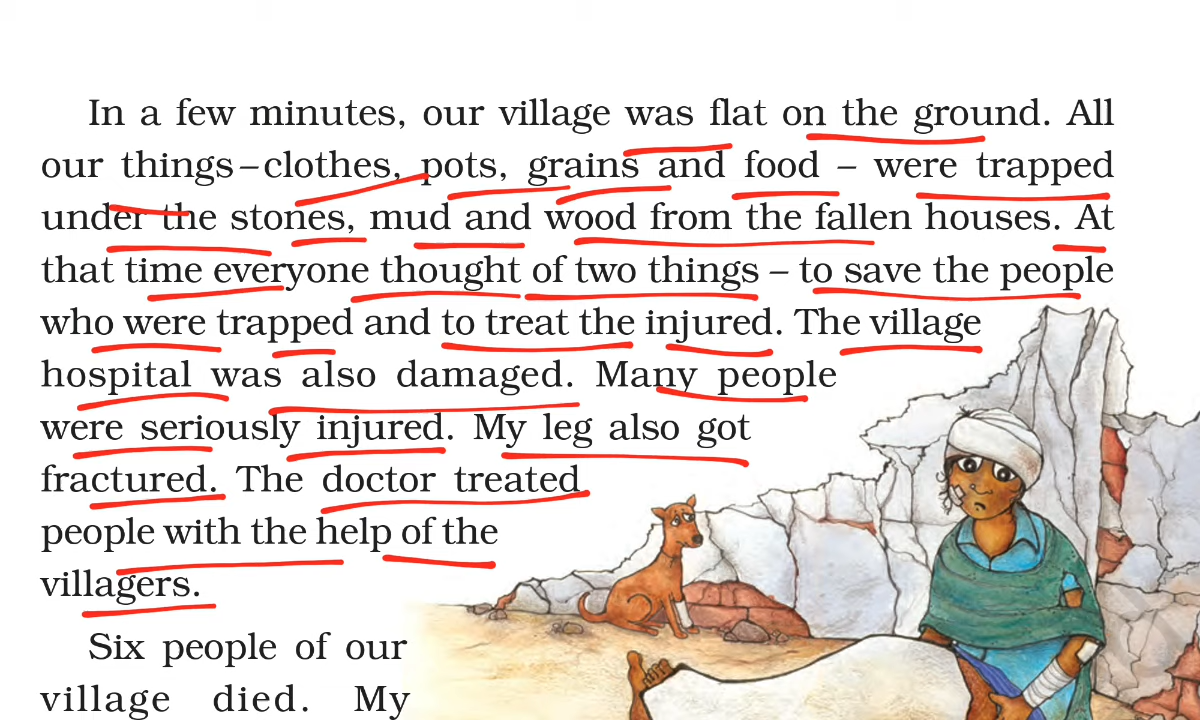 In a few minutes, our village was flat on the ground. All
our things–clothes, pots, grains and food – were trapped
under the stones, mud and wood from the fallen houses. At
that time everyone thought of two things – to save the people
who were trapped and to treat the injured. The village
hospital was also damaged. Many people
were seriously injured. My leg also got
fractured. The doctor treated
people with the help of the
villagers.
Six people of our
village died. My